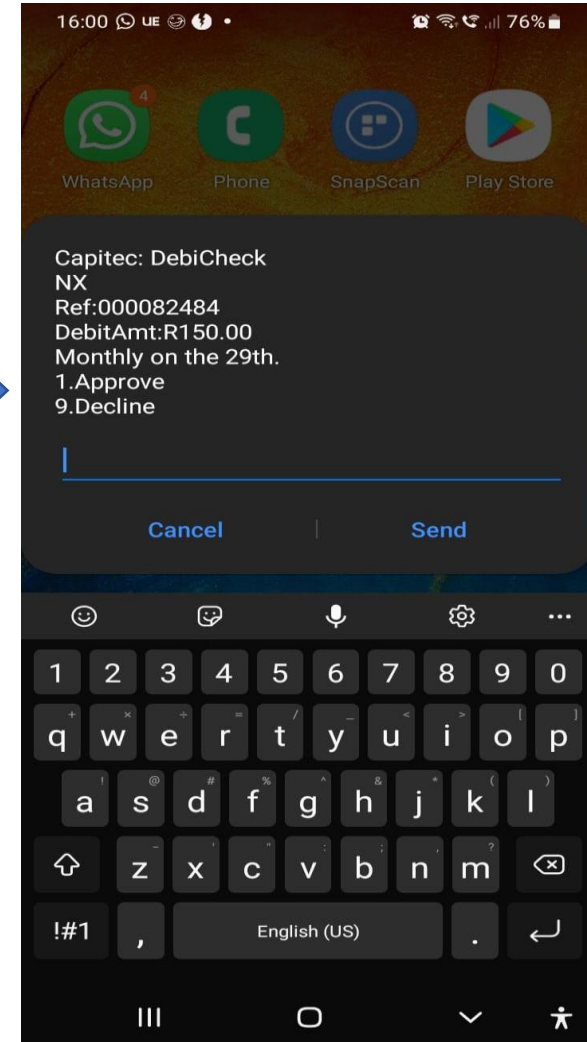 16:00 UE 76%
4
WhatsApp Phone SnapScan Play Store
Capitec: DebiCheck
NX
Ref:000082484
DebitAmt:R150.00
Monthly on the 29th.
1.Approve
9.Decline
Cancel Send
1 2 3 4 5 6 7 8 9 0
+ × ÷ = / _ < > [ ]
q w e r t y u i o p
! @ # % ^ & * ( )
a s d f g h j k l
- ' " : ; , ?
z x c v b n m
!#1 , English (US) .